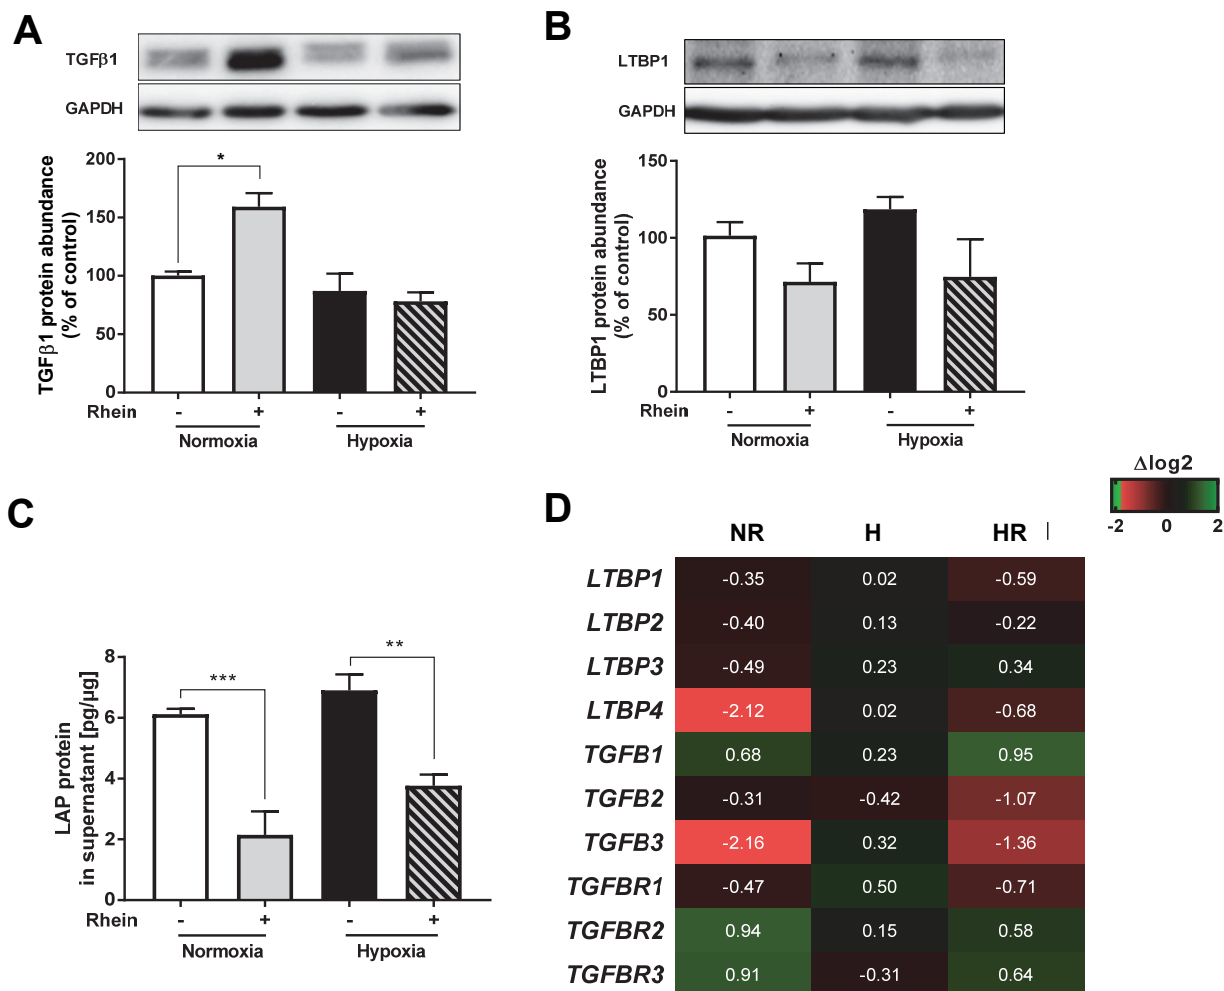 A
TGFβ1
GAPDH
200
150
100
50
0
TGFβ1 protein abundance
(% of control)
*
Rhein
- + - +
Normoxia Hypoxia
B
LTBP1
GAPDH
150
100
50
0
LTBP1 protein abundance
(% of control)
Rhein
- + - +
Normoxia Hypoxia
C
8
6
4
2
0
LAP protein
in supernatant [pg/µg]
*** **
Rhein
- + - +
Normoxia Hypoxia
D
Δlog2
-2 0 2
NR H HR
LTBP1 -0.35 0.02 -0.59
LTBP2 -0.40 0.13 -0.22
LTBP3 -0.49 0.23 0.34
LTBP4 -2.12 0.02 -0.68
TGFB1 0.68 0.23 0.95
TGFB2 -0.31 -0.42 -1.07
TGFB3 -2.16 0.32 -1.36
TGFBR1 -0.47 0.50 -0.71
TGFBR2 0.94 0.15 0.58
TGFBR3 0.91 -0.31 0.64